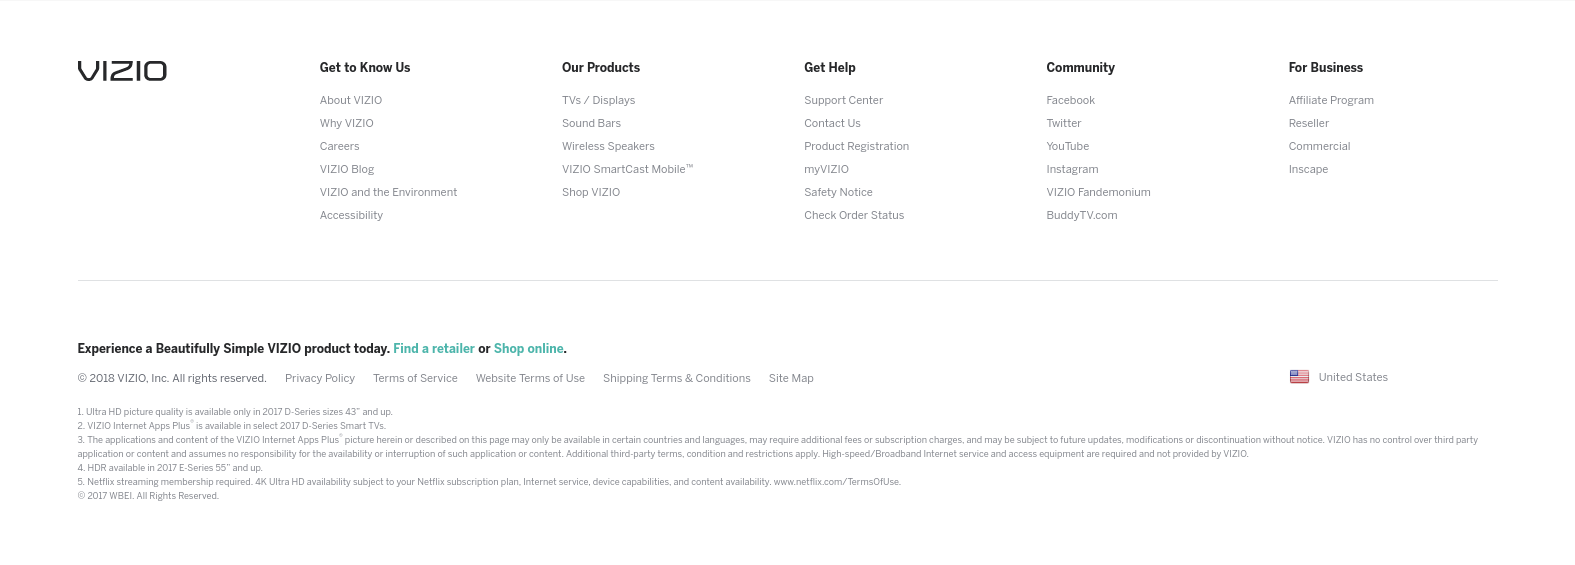 VIZIO
Get to Know Us
About VIZIO
Why VIZIO
Careers
VIZIO Blog
VIZIO and the Environment
Accessibility
Our Products
TVs / Displays
Sound Bars
Wireless Speakers
VIZIO SmartCast Mobile™
Shop VIZIO
Get Help
Support Center
Contact Us
Product Registration
myVIZIO
Safety Notice
Check Order Status
Community
Facebook
Twitter
YouTube
Instagram
VIZIO Fandemonium
BuddyTV.com
For Business
Affiliate Program
Reseller
Commercial
Inscape
Experience a Beautifully Simple VIZIO product today. Find a retailer or Shop online.
© 2018 VIZIO, Inc. All rights reserved. Privacy Policy Terms of Service Website Terms of Use Shipping Terms & Conditions Site Map
United States
1. Ultra HD picture quality is available only in 2017 D-Series sizes 43” and up.
2. VIZIO Internet Apps Plus® is available in select 2017 D-Series Smart TVs.
3. The applications and content of the VIZIO Internet Apps Plus® picture herein or described on this page may only be available in certain countries and languages, may require additional fees or subscription charges, and may be subject to future updates, modifications or discontinuation without notice. VIZIO has no control over third party
application or content and assumes no responsibility for the availability or interruption of such application or content. Additional third-party terms, condition and restrictions apply. High-speed/Broadband Internet service and access equipment are required and not provided by VIZIO.
4. HDR available in 2017 E-Series 55” and up.
5. Netflix streaming membership required. 4K Ultra HD availability subject to your Netflix subscription plan, Internet service, device capabilities, and content availability. www.netflix.com/TermsOfUse.
© 2017 WBEI. All Rights Reserved.